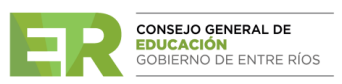 ER
CONSEJO GENERAL DE
EDUCACIÓN
GOBIERNO DE ENTRE RÍOS